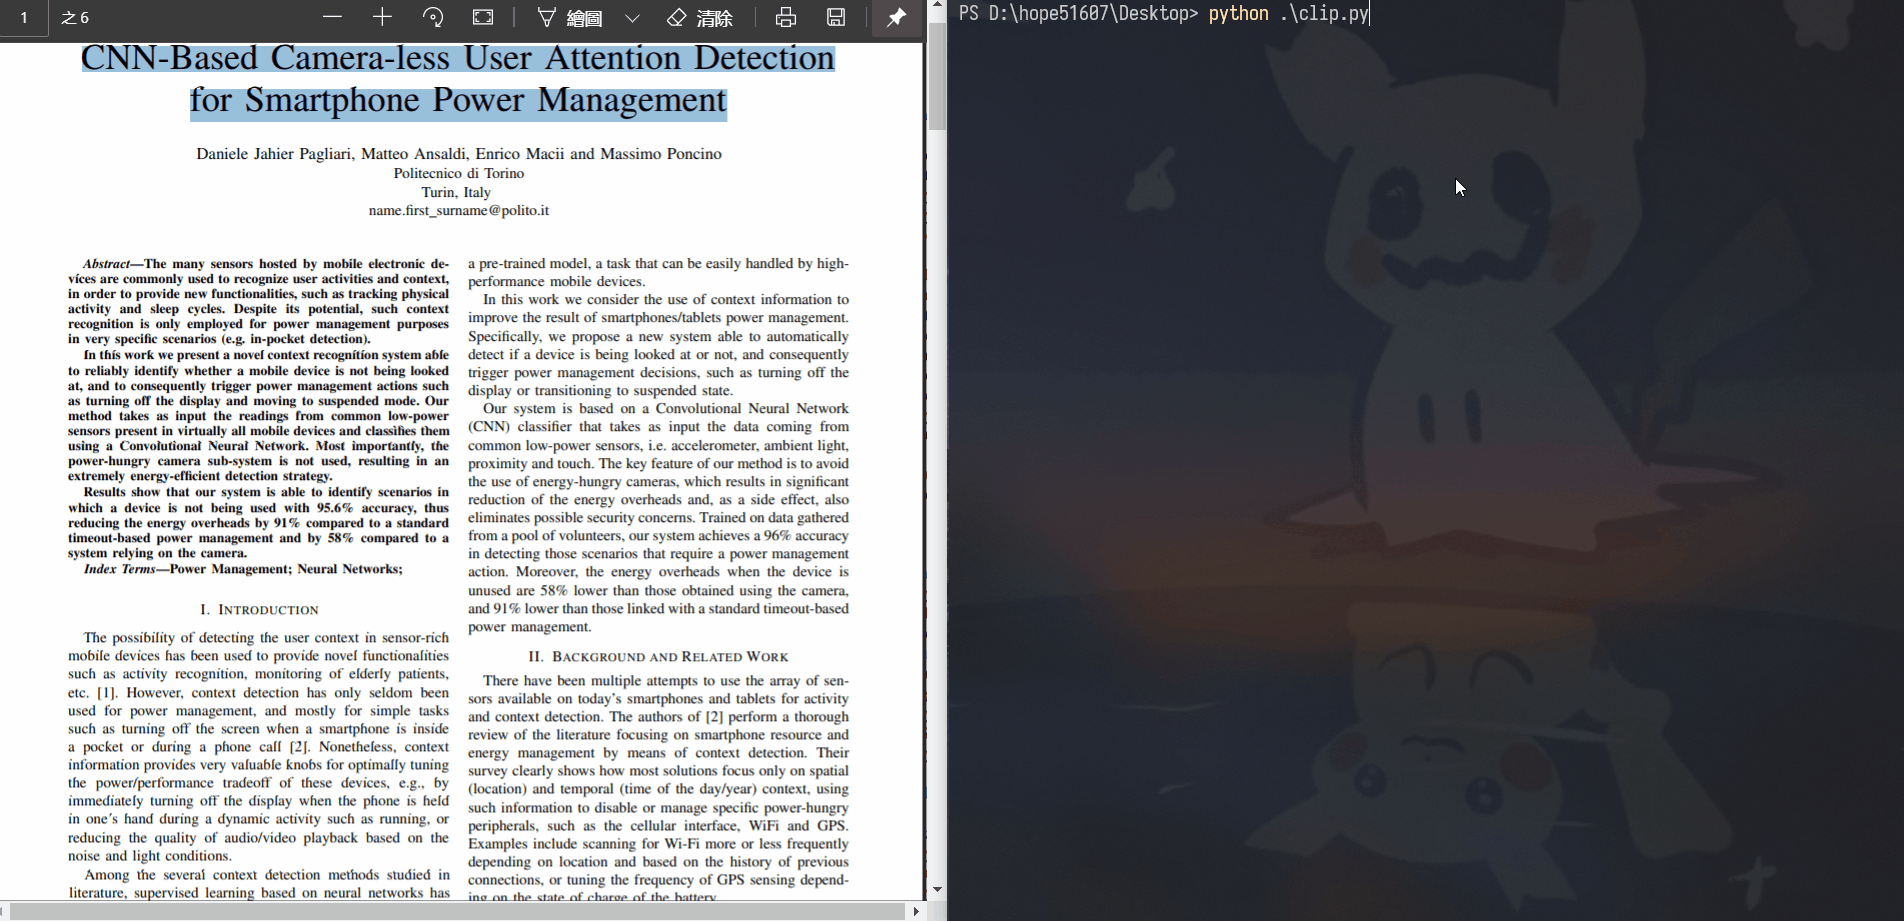 1 之6 繪圖 清除
CNN-Based Camera-less User Attention Detection
for Smartphone Power Management
Daniele Jahier Pagliari, Matteo Ansaldi, Enrico Macii and Massimo Poncino
Politecnico di Torino
Turin, Italy
name.first_surname@polito.it
Abstract—The many sensors hosted by mobile electronic de-
vices are commonly used to recognize user activities and context,
in order to provide new functionalities, such as tracking physical
activity and sleep cycles. Despite its potential, such context
recognition is only employed for power management purposes
in very specific scenarios (e.g. in-pocket detection).
In this work we present a novel context recognition system able
to reliably identify whether a mobile device is not being looked
at, and to consequently trigger power management actions such
as turning off the display and moving to suspended mode. Our
method takes as input the readings from common low-power
sensors present in virtually all mobile devices and classifies them
using a Convolutional Neural Network. Most importantly, the
power-hungry camera sub-system is not used, resulting in an
extremely energy-efficient detection strategy.
Results show that our system is able to identify scenarios in
which a device is not being used with 95.6% accuracy, thus
reducing the energy overheads by 91% compared to a standard
timeout-based power management and by 58% compared to a
system relying on the camera.
Index Terms—Power Management; Neural Networks;
I. INTRODUCTION
The possibility of detecting the user context in sensor-rich
mobile devices has been used to provide novel functionalities
such as activity recognition, monitoring of elderly patients,
etc. [1]. However, context detection has only seldom been
used for power management, and mostly for simple tasks
such as turning off the screen when a smartphone is inside
a pocket or during a phone call [2]. Nonetheless, context
information provides very valuable knobs for optimally tuning
the power/performance tradeoff of these devices, e.g., by
immediately turning off the display when the phone is held
in one's hand during a dynamic activity such as running, or
reducing the quality of audio/video playback based on the
noise and light conditions.
Among the several context detection methods studied in
literature, supervised learning based on neural networks has
a pre-trained model, a task that can be easily handled by high-
performance mobile devices.
In this work we consider the use of context information to
improve the result of smartphones/tablets power management.
Specifically, we propose a new system able to automatically
detect if a device is being looked at or not, and consequently
trigger power management decisions, such as turning off the
display or transitioning to suspended state.
Our system is based on a Convolutional Neural Network
(CNN) classifier that takes as input the data coming from
common low-power sensors, i.e. accelerometer, ambient light,
proximity and touch. The key feature of our method is to avoid
the use of energy-hungry cameras, which results in significant
reduction of the energy overheads and, as a side effect, also
eliminates possible security concerns. Trained on data gathered
from a pool of volunteers, our system achieves a 96% accuracy
in detecting those scenarios that require a power management
action. Moreover, the energy overheads when the device is
unused are 58% lower than those obtained using the camera,
and 91% lower than those linked with a standard timeout-based
power management.
II. BACKGROUND AND RELATED WORK
There have been multiple attempts to use the array of sen-
sors available on today's smartphones and tablets for activity
and context detection. The authors of [2] perform a thorough
review of the literature focusing on smartphone resource and
energy management by means of context detection. Their
survey clearly shows how most solutions focus only on spatial
(location) and temporal (time of the day/year) context, using
such information to disable or manage specific power-hungry
peripherals, such as the cellular interface, WiFi and GPS.
Examples include scanning for Wi-Fi more or less frequently
depending on location and based on the history of previous
connections, or tuning the frequency of GPS sensing depend-
ing on the state of charge of the battery.
PS D:\hope51607\Desktop> python .\clip.py